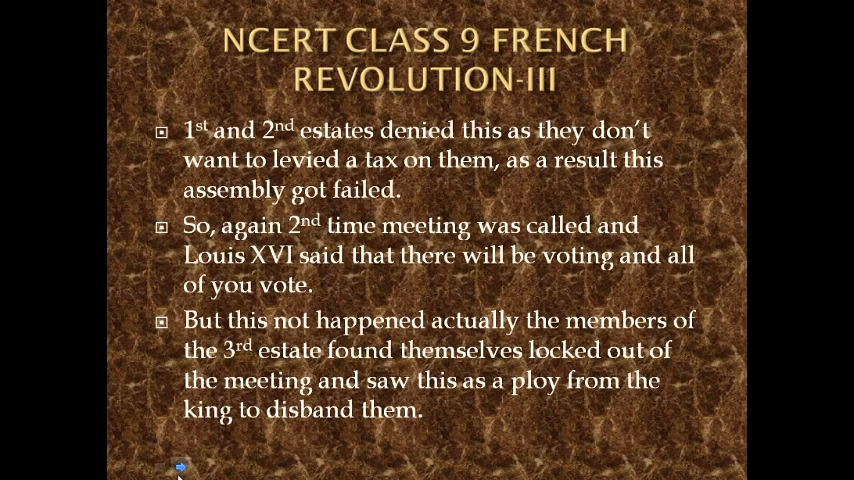 NCERT CLASS 9 FRENCH
REVOLUTION-III
1st and 2nd estates denied this as they don’t
want to levied a tax on them, as a result this
assembly got failed.
So, again 2nd time meeting was called and
Louis XVI said that there will be voting and all
of you vote.
But this not happened actually the members of
the 3rd estate found themselves locked out of
the meeting and saw this as a ploy from the
king to disband them.